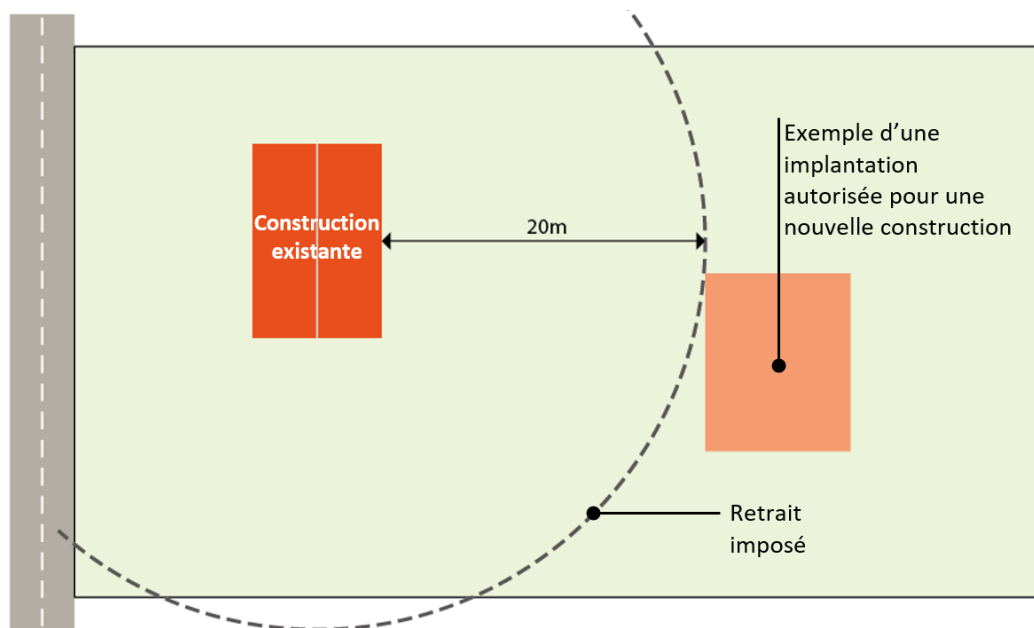 Exemple d’une
implantation
autorisée pour une
nouvelle construction
Construction
existante
20m
Retrait
imposé